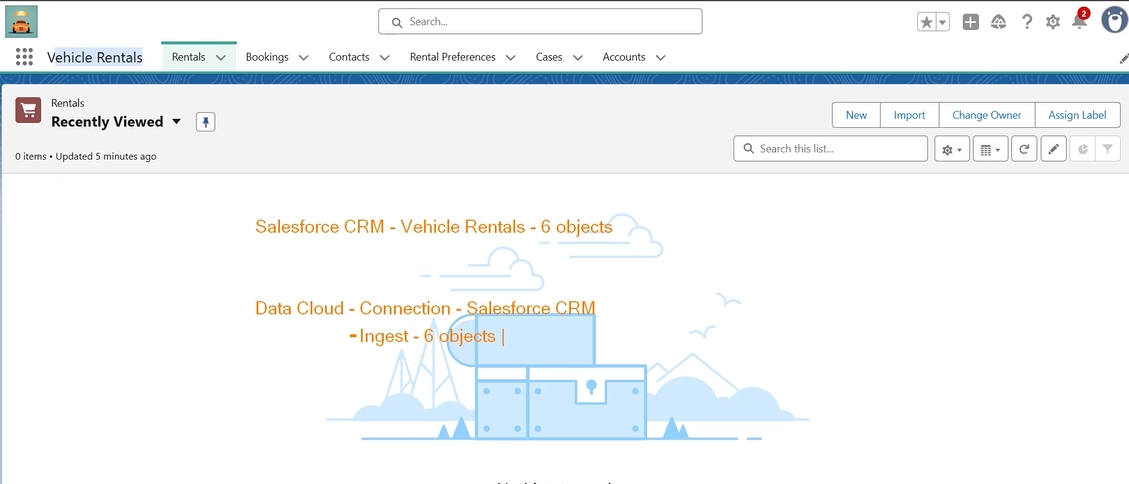 Search...
2
Vehicle Rentals
Rentals
Bookings
Contacts
Rental Preferences
Cases
Accounts
Rentals
Recently Viewed
New
Import
Change Owner
Assign Label
0 items • Updated 5 minutes ago
Search this list...
Salesforce CRM - Vehicle Rentals - 6 objects
Data Cloud - Connection - Salesforce CRM
- Ingest - 6 objects